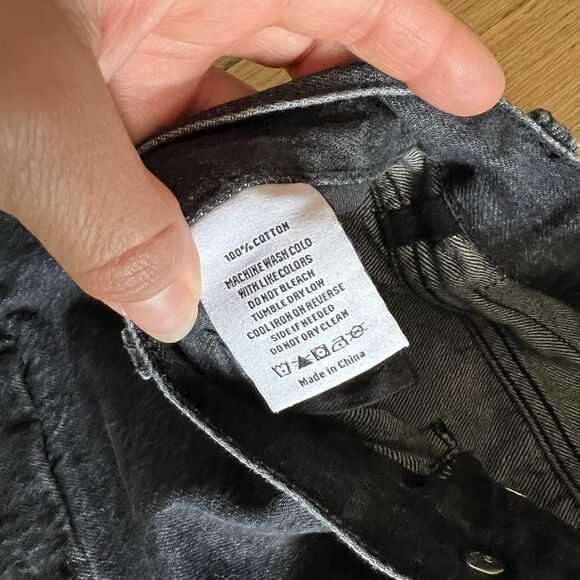 100% COTTON
MACHINE WASH COLD
WITH LIKE COLORS
DO NOT BLEACH
TUMBLE DRY LOW
COOL IRON ON REVERSE
SIDE IF NEEDED
DO NOT DRY CLEAN
Made in China